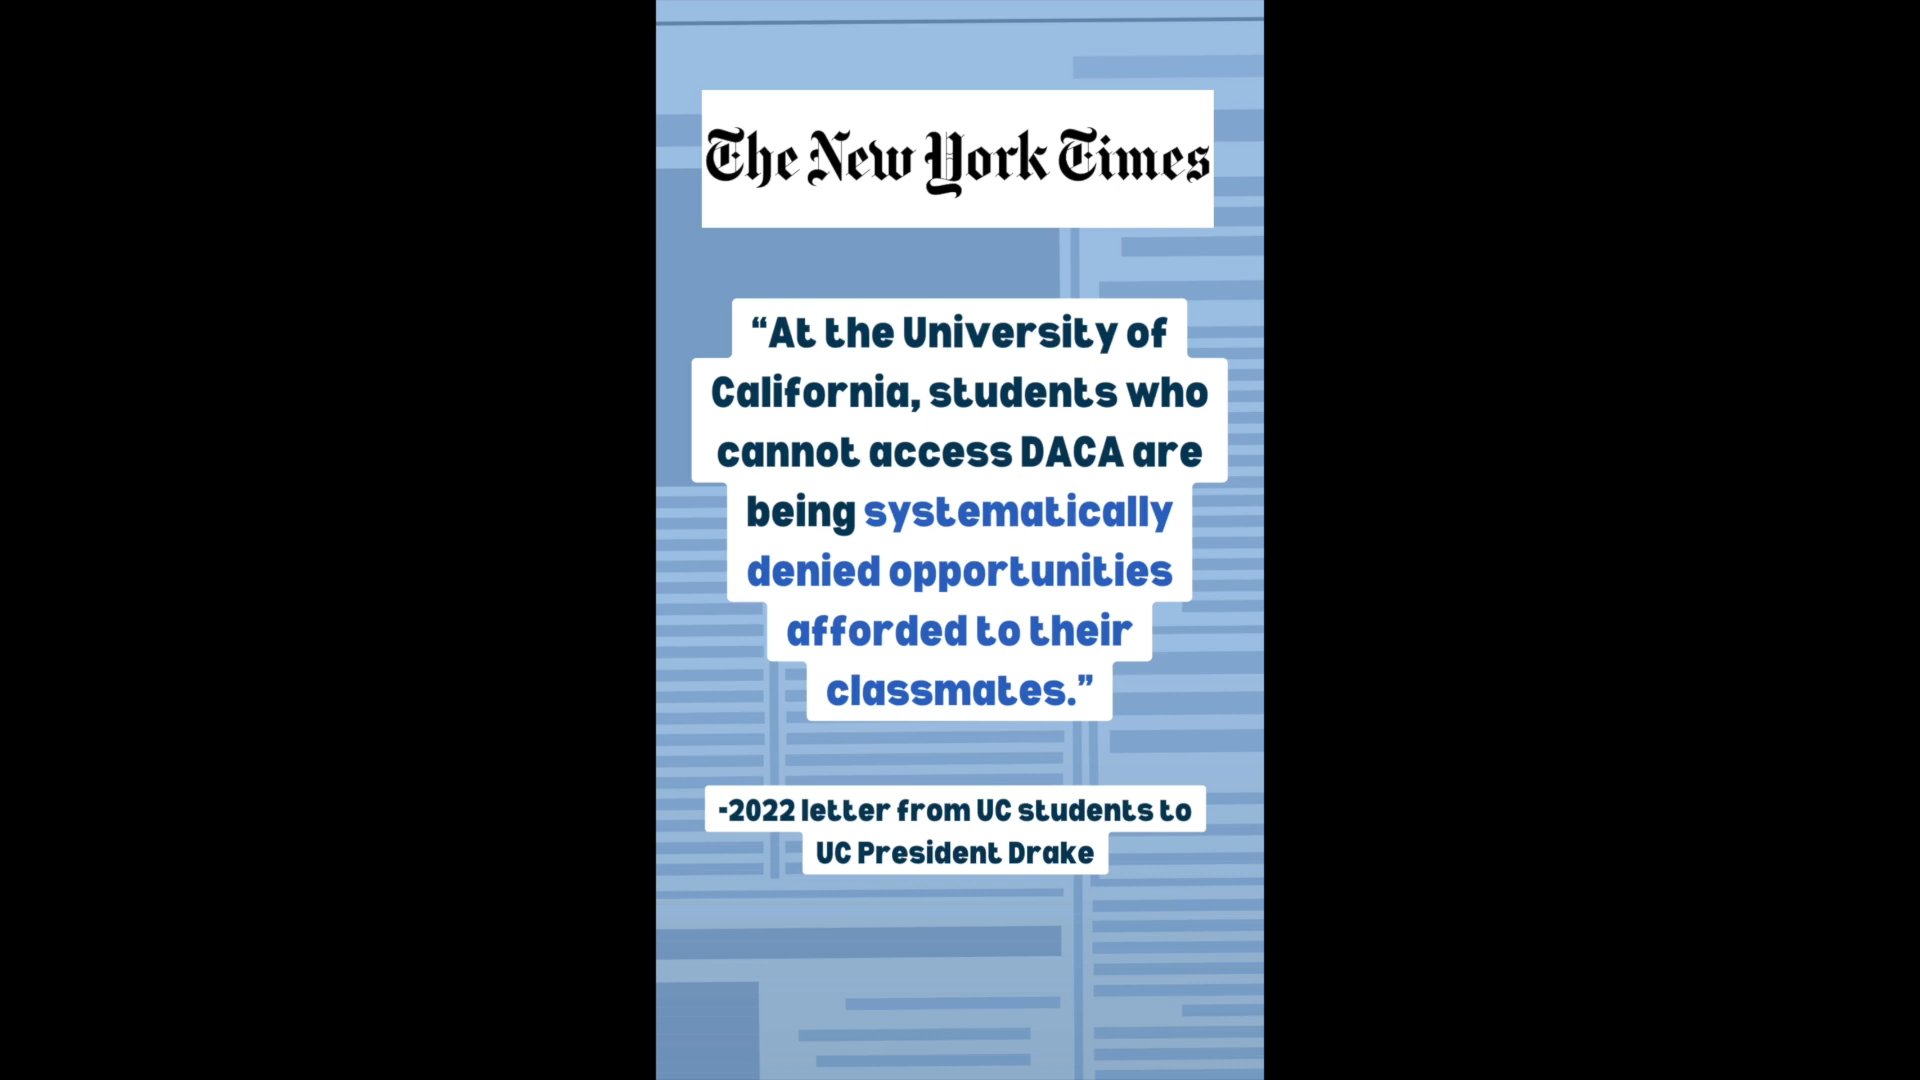 The New York Times
“At the University of
California, students who
cannot access DACA are
being systematically
denied opportunities
afforded to their
classmates.”
-2022 letter from UC students to
UC President Drake